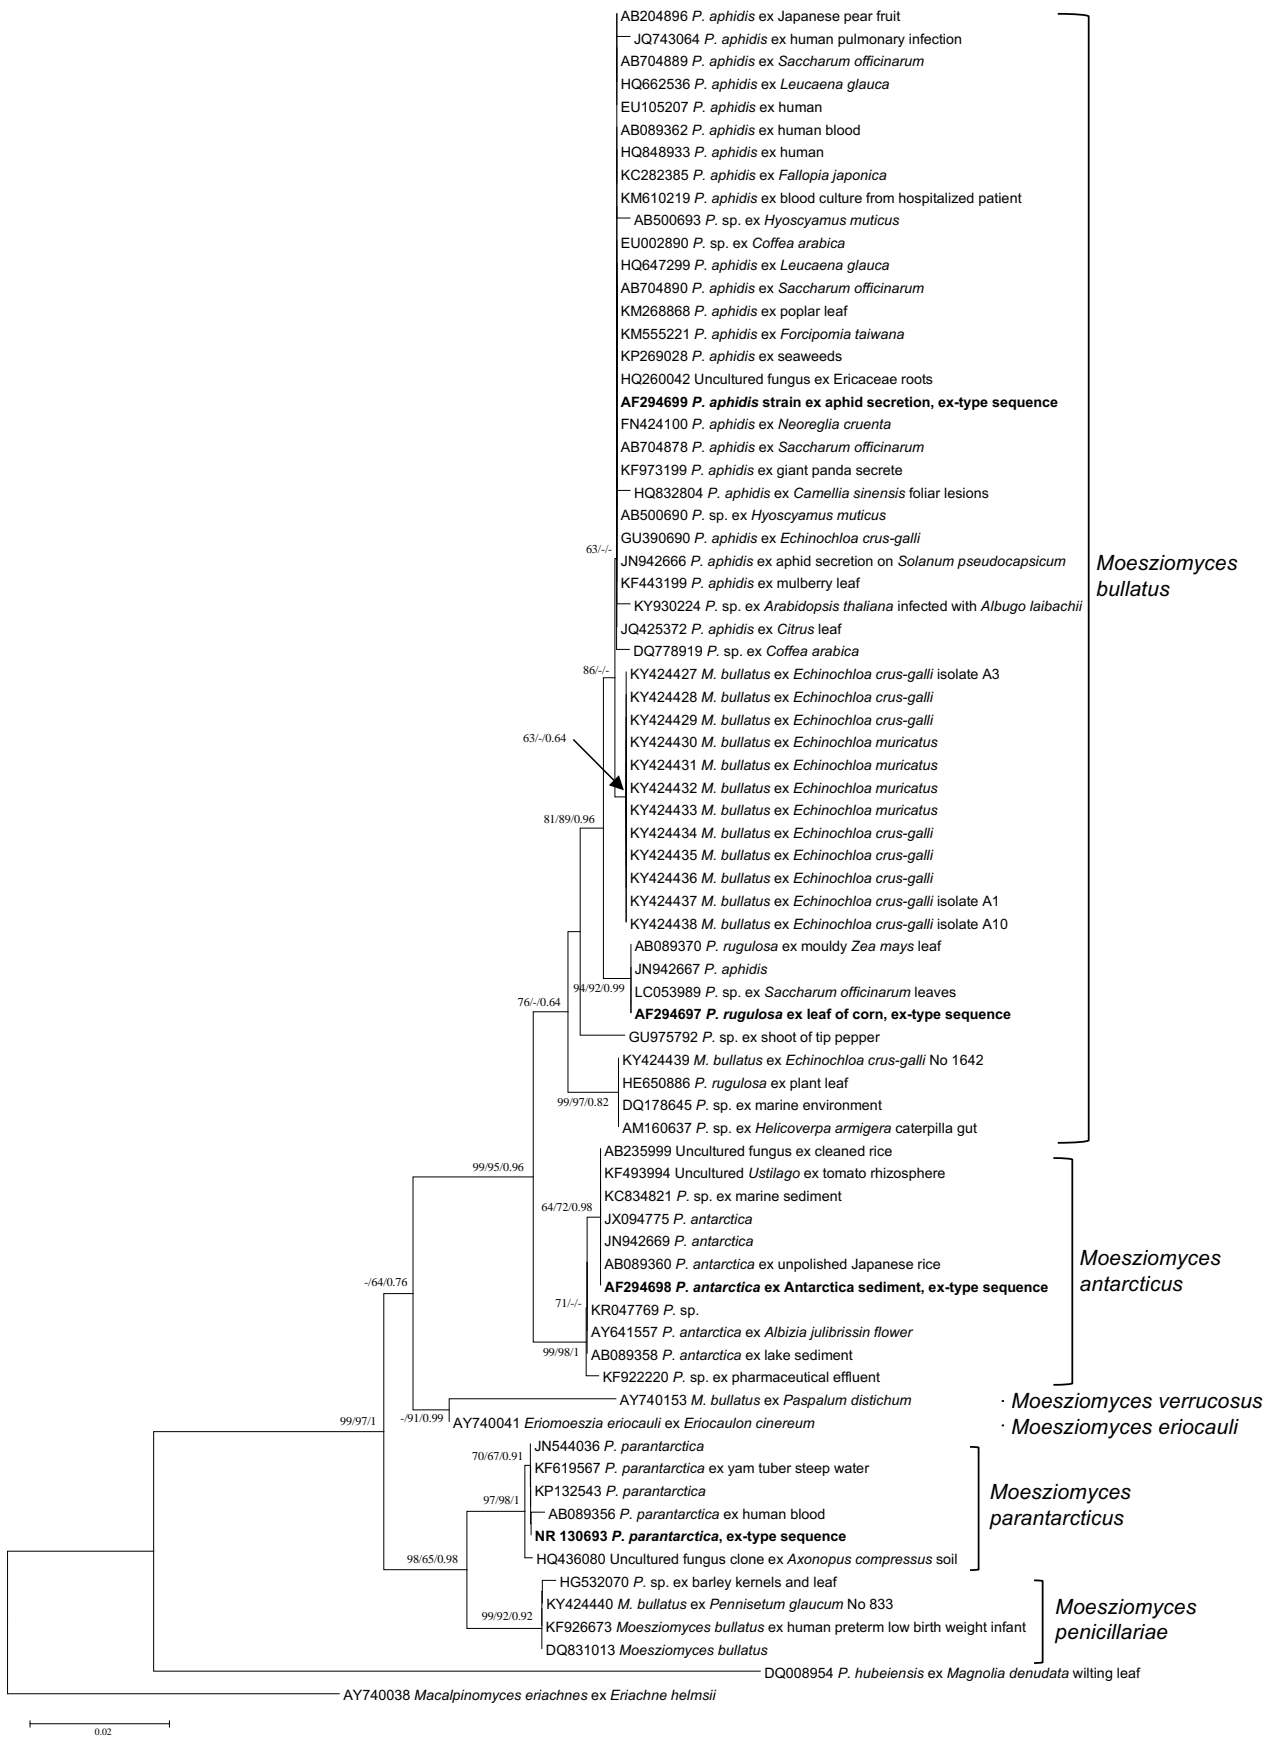 AB204896 P. aphidis ex Japanese pear fruit
JQ743064 P. aphidis ex human pulmonary infection
AB704889 P. aphidis ex Saccharum officinarum
HQ662536 P. aphidis ex Leucaena glauca
EU105207 P. aphidis ex human
AB089362 P. aphidis ex human blood
HQ848933 P. aphidis ex human
KC282385 P. aphidis ex Fallopia japonica
KM610219 P. aphidis ex blood culture from hospitalized patient
AB500693 P. sp. ex Hyoscyamus muticus
EU002890 P. sp. ex Coffea arabica
HQ647299 P. aphidis ex Leucaena glauca
AB704890 P. aphidis ex Saccharum officinarum
KM268868 P. aphidis ex poplar leaf
KM555221 P. aphidis ex Forcipomia taiwana
KP269028 P. aphidis ex seaweeds
HQ260042 Uncultured fungus ex Ericaceae roots
AF294699 P. aphidis strain ex aphid secretion, ex-type sequence
FN424100 P. aphidis ex Neoreglia cruenta
AB704878 P. aphidis ex Saccharum officinarum
KF973199 P. aphidis ex giant panda secrete
HQ832804 P. aphidis ex Camellia sinensis foliar lesions
AB500690 P. sp. ex Hyoscyamus muticus
GU390690 P. aphidis ex Echinochloa crus-galli
63/-/-
JN942666 P. aphidis ex aphid secretion on Solanum pseudocapsicum
Moesziomyces
bullatus
KF443199 P. aphidis ex mulberry leaf
KY930224 P. sp. ex Arabidopsis thaliana infected with Albugo laibachii
JQ425372 P. aphidis ex Citrus leaf
DQ778919 P. sp. ex Coffea arabica
86/-/-
KY424427 M. bullatus ex Echinochloa crus-galli isolate A3
KY424428 M. bullatus ex Echinochloa crus-galli
KY424429 M. bullatus ex Echinochloa crus-galli
63/-/0.64
KY424430 M. bullatus ex Echinochloa muricatus
KY424431 M. bullatus ex Echinochloa muricatus
KY424432 M. bullatus ex Echinochloa muricatus
KY424433 M. bullatus ex Echinochloa muricatus
81/89/0.96
KY424434 M. bullatus ex Echinochloa crus-galli
KY424435 M. bullatus ex Echinochloa crus-galli
KY424436 M. bullatus ex Echinochloa crus-galli
KY424437 M. bullatus ex Echinochloa crus-galli isolate A1
KY424438 M. bullatus ex Echinochloa crus-galli isolate A10
AB089370 P. rugulosa ex mouldy Zea mays leaf
JN942667 P. aphidis
94/92/0.99
LC053989 P. sp. ex Saccharum officinarum leaves
76/-/0.64
AF294697 P. rugulosa ex leaf of corn, ex-type sequence
GU975792 P. sp. ex shoot of tip pepper
KY424439 M. bullatus ex Echinochloa crus-galli No 1642
HE650886 P. rugulosa ex plant leaf
99/97/0.82
DQ178645 P. sp. ex marine environment
AM160637 P. sp. ex Helicoverpa armigera caterpilla gut
AB235999 Uncultured fungus ex cleaned rice
99/95/0.96
KF493994 Uncultured Ustilago ex tomato rhizosphere
KC834821 P. sp. ex marine sediment
64/72/0.98
JX094775 P. antarctica
JN942669 P. antarctica
AB089360 P. antarctica ex unpolished Japanese rice
Moesziomyces
antarcticus
-/64/0.76
AF294698 P. antarctica ex Antarctica sediment, ex-type sequence
71/-/-
KR047769 P. sp.
AY641557 P. antarctica ex Albizia julibrissin flower
99/98/1
AB089358 P. antarctica ex lake sediment
KF922220 P. sp. ex pharmaceutical effluent
AY740153 M. bullatus ex Paspalum distichum
· Moesziomyces verrucosus
99/97/1
-/91/0.99
AY740041 Eriomoeszia eriocauli ex Eriocaulon cinereum
· Moesziomyces eriocauli
JN544036 P. parantarctica
70/67/0.91
KF619567 P. parantarctica ex yam tuber steep water
KP132543 P. parantarctica
Moesziomyces
parantarcticus
97/98/1
AB089356 P. parantarctica ex human blood
NR 130693 P. parantarctica, ex-type sequence
98/65/0.98
HQ436080 Uncultured fungus clone ex Axonopus compressus soil
HG532070 P. sp. ex barley kernels and leaf
KY424440 M. bullatus ex Pennisetum glaucum No 833
Moesziomyces
penicillariae
99/92/0.92
KF926673 Moesziomyces bullatus ex human preterm low birth weight infant
DQ831013 Moesziomyces bullatus
DQ008954 P. hubeiensis ex Magnolia denudata wilting leaf
AY740038 Macalpinomyces eriachnes ex Eriachne helmsii
0.02